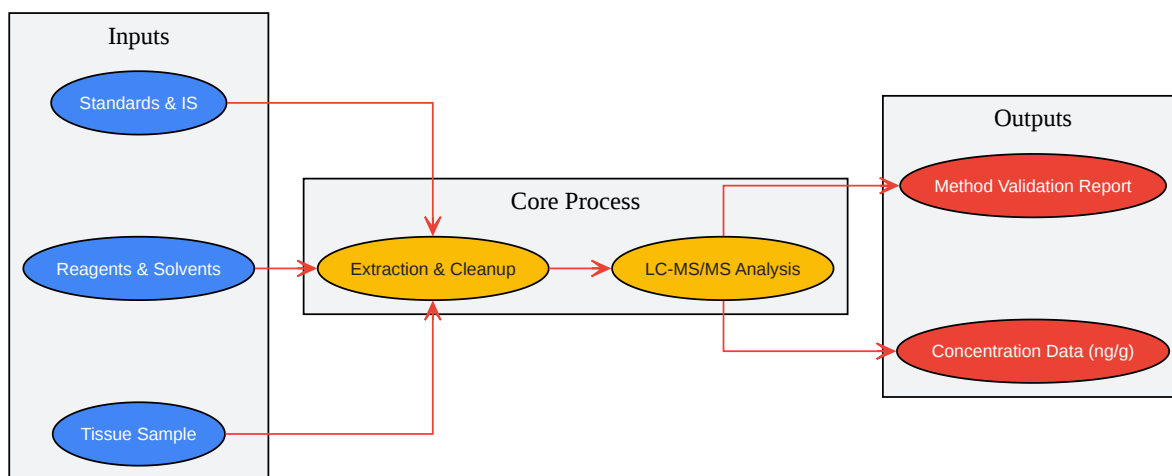 Inputs
Standards & IS
Reagents & Solvents
Tissue Sample
Core Process
Extraction & Cleanup
LC-MS/MS Analysis
Outputs
Method Validation Report
Concentration Data (ng/g)